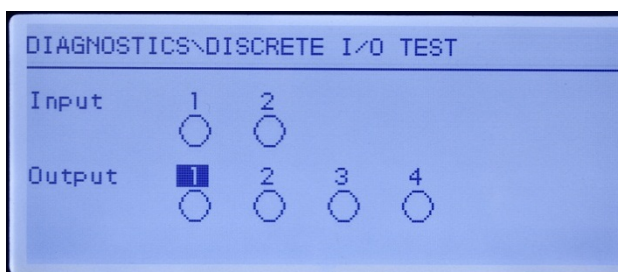 DIAGNOSTICS\DISCRETE I/O TEST
Input 1 2
Output 1 2 3 4